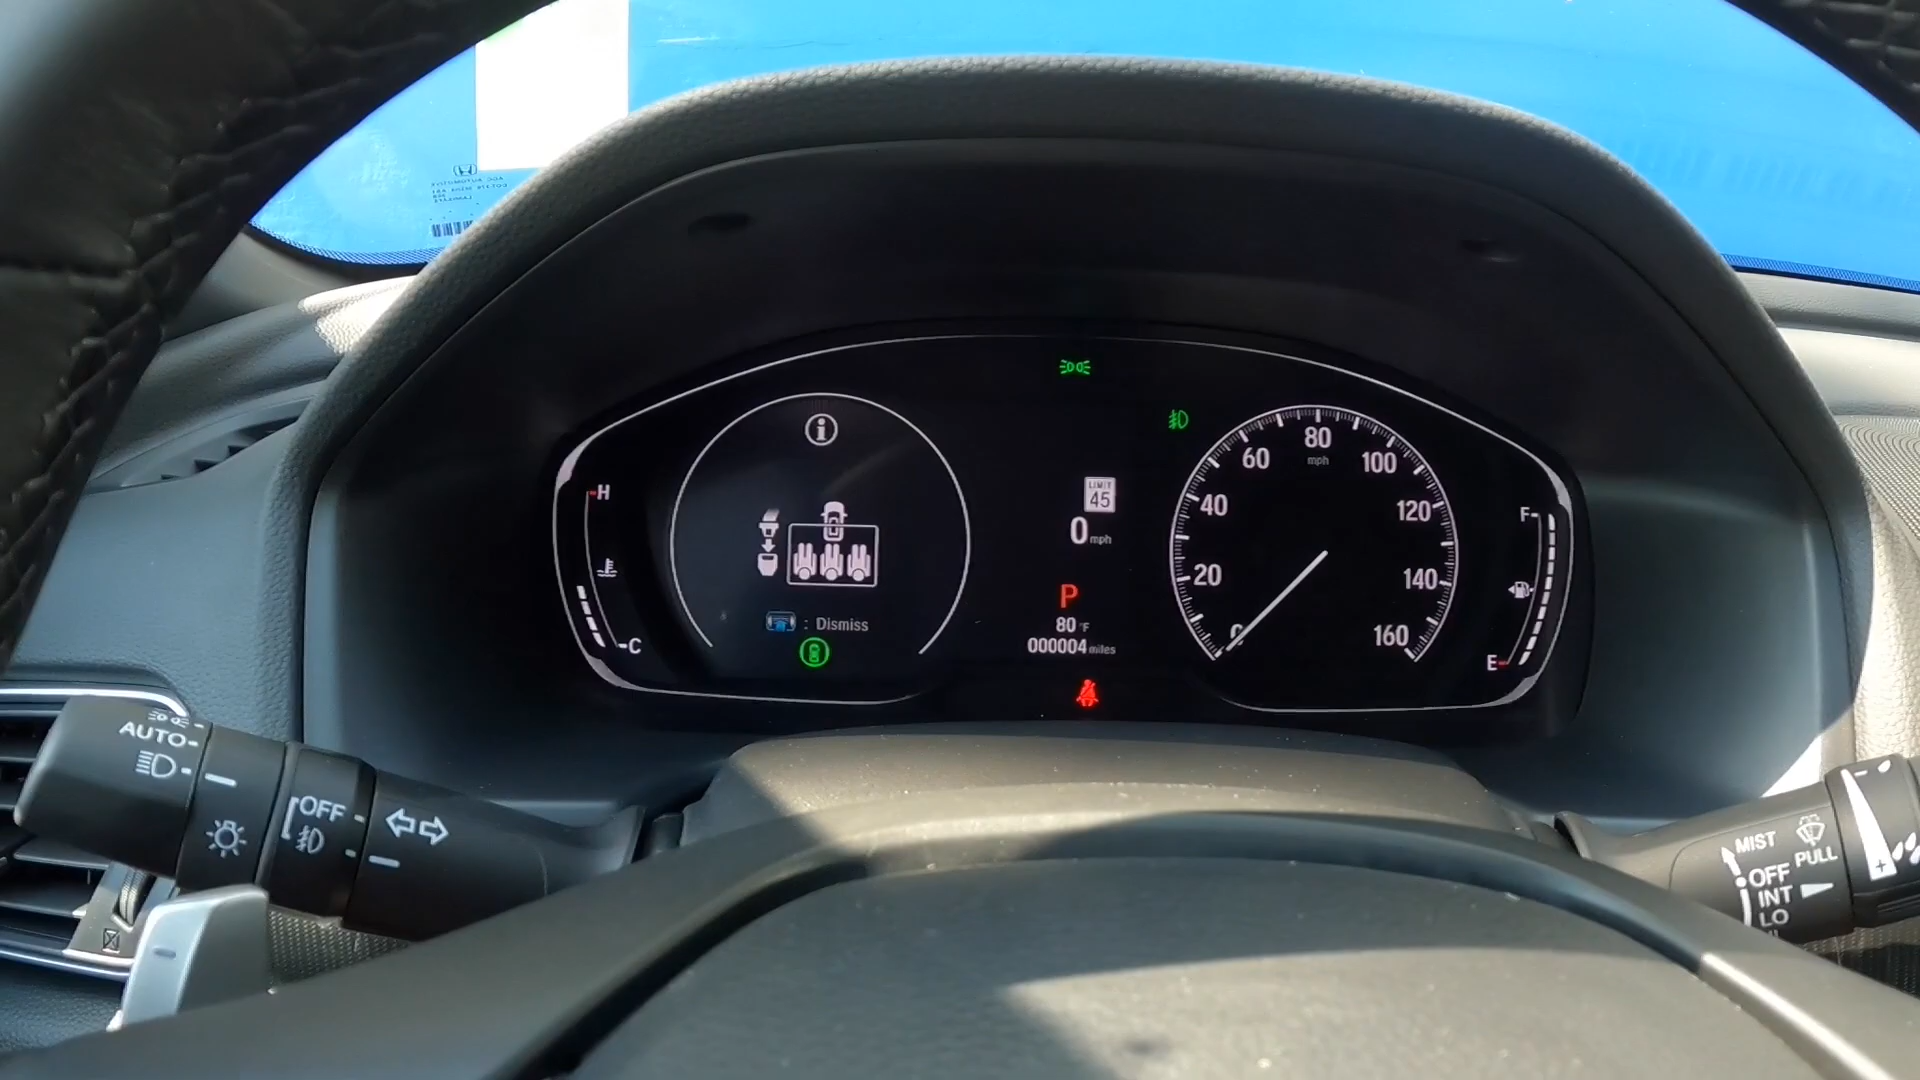 LIMIT
45
0 mph
P
80 °F
000004 miles
H
C
: Dismiss
20
40
60
80
mph
100
120
140
160
F
E
AUTO
OFF
MIST
PULL
OFF
INT
LO